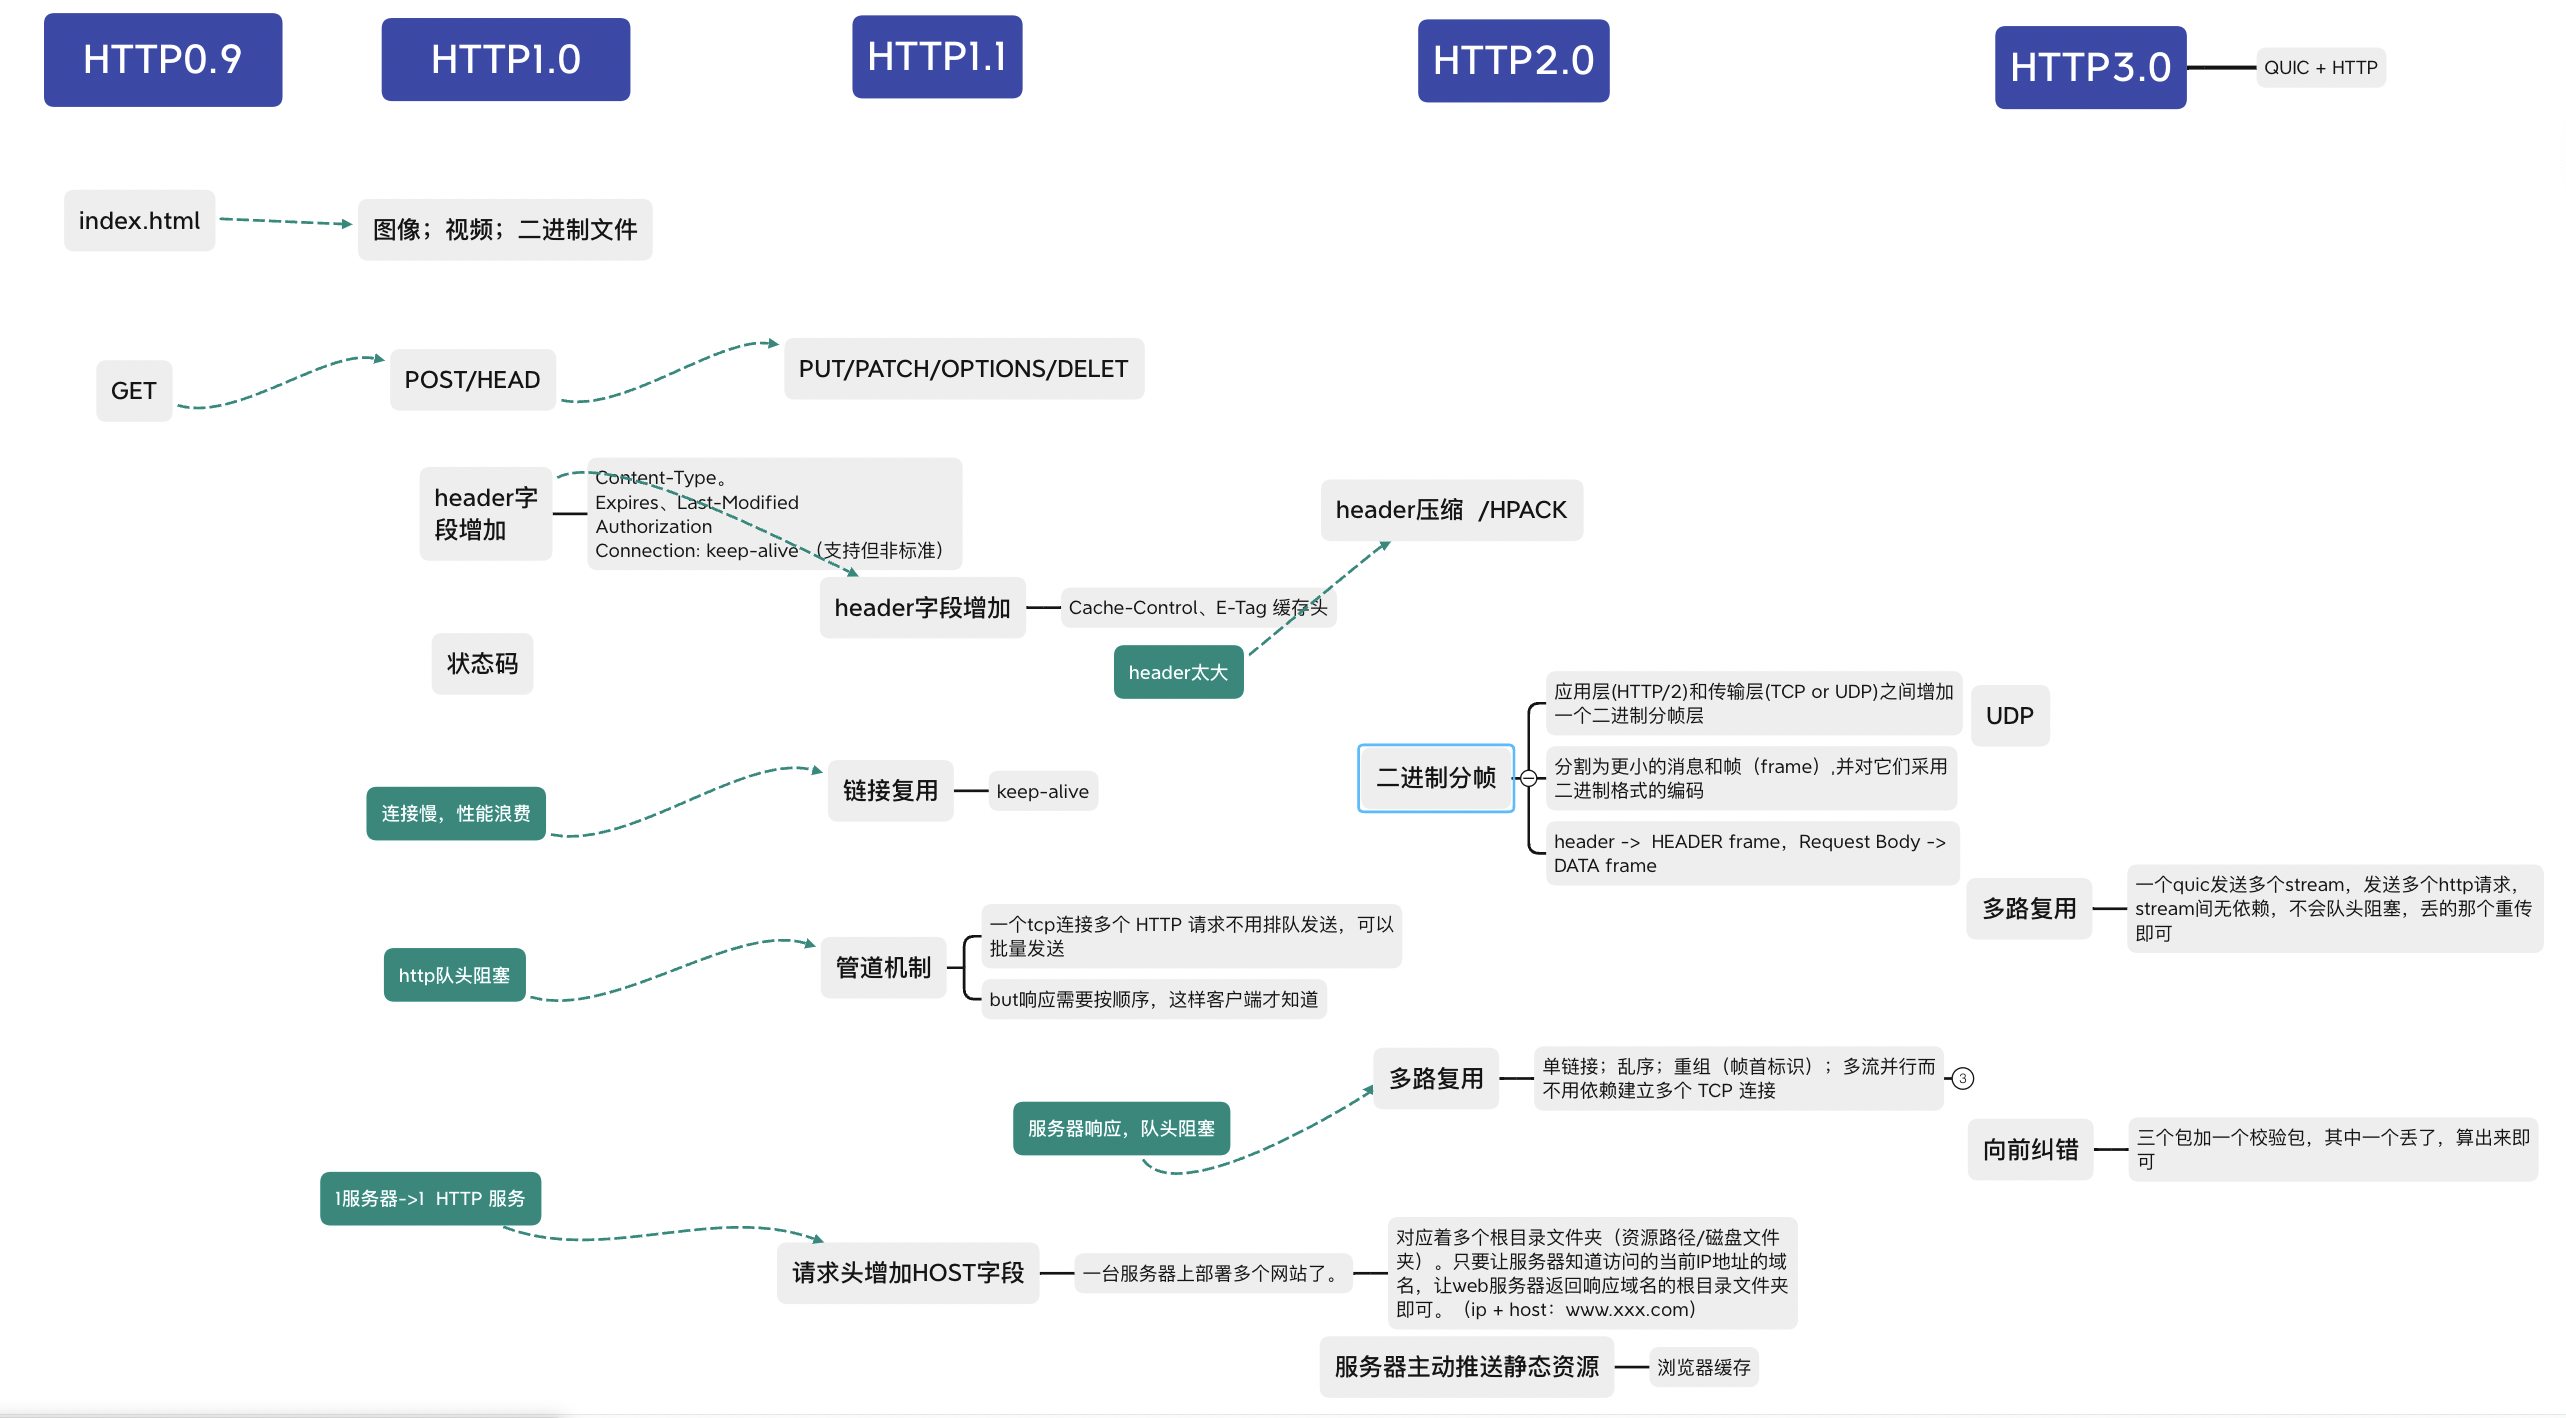 HTTP0.9
HTTP1.0
HTTP1.1
HTTP2.0
HTTP3.0
QUIC + HTTP
index.html
图像；视频；二进制文件
GET
POST/HEAD
PUT/PATCH/OPTIONS/DELET
header字
段增加
Content-Type。
Expires、Last-Modified
Authorization
Connection: keep-alive （支持但非标准）
header压缩 /HPACK
header字段增加
Cache-Control、E-Tag 缓存头
状态码
header太大
应用层(HTTP/2)和传输层(TCP or UDP)之间增加
一个二进制分帧层
UDP
二进制分帧
分割为更小的消息和帧（frame）,并对它们采用
二进制格式的编码
header -> HEADER frame，Request Body ->
DATA frame
连接慢，性能浪费
链接复用
keep-alive
多路复用
一个quic发送多个stream，发送多个http请求，
stream间无依赖，不会队头阻塞，丢的那个重传
即可
http队头阻塞
管道机制
一个tcp连接多个 HTTP 请求不用排队发送，可以
批量发送
but响应需要按顺序，这样客户端才知道
多路复用
单链接；乱序；重组（帧首标识）；多流并行而
不用依赖建立多个 TCP 连接
3
服务器响应，队头阻塞
向前纠错
三个包加一个校验包，其中一个丢了，算出来即
可
1服务器->1 HTTP 服务
请求头增加HOST字段
一台服务器上部署多个网站了。
对应着多个根目录文件夹（资源路径/磁盘文件
夹）。只要让服务器知道访问的当前IP地址的域
名，让web服务器返回响应域名的根目录文件夹
即可。（ip + host：www.xxx.com）
服务器主动推送静态资源
浏览器缓存